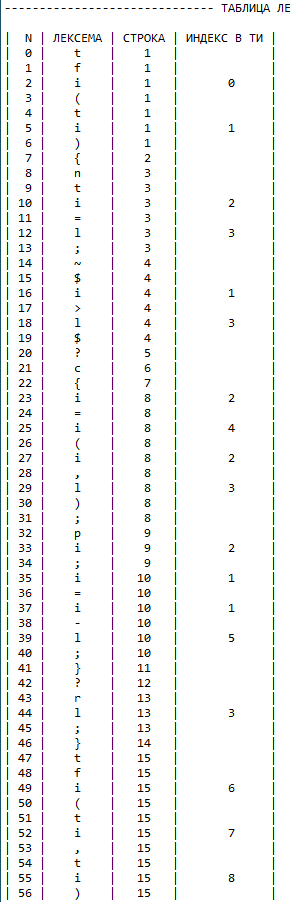 ------------------------------ ТАБЛИЦА ЛЕ
| N | ЛЕКСЕМА | СТРОКА | ИНДЕКС В ТИ |
| 0 | t | 1 | |
| 1 | f | 1 | |
| 2 | i | 1 | 0 |
| 3 | ( | 1 | |
| 4 | t | 1 | |
| 5 | i | 1 | 1 |
| 6 | ) | 1 | |
| 7 | { | 2 | |
| 8 | n | 3 | |
| 9 | t | 3 | |
| 10 | i | 3 | 2 |
| 11 | = | 3 | |
| 12 | l | 3 | 3 |
| 13 | ; | 3 | |
| 14 | ~ | 4 | |
| 15 | $ | 4 | |
| 16 | i | 4 | 1 |
| 17 | > | 4 | |
| 18 | l | 4 | 3 |
| 19 | $ | 4 | |
| 20 | ? | 5 | |
| 21 | c | 6 | |
| 22 | { | 7 | |
| 23 | i | 8 | 2 |
| 24 | = | 8 | |
| 25 | i | 8 | 4 |
| 26 | ( | 8 | |
| 27 | i | 8 | 2 |
| 28 | , | 8 | |
| 29 | l | 8 | 3 |
| 30 | ) | 8 | |
| 31 | ; | 8 | |
| 32 | p | 9 | |
| 33 | i | 9 | 2 |
| 34 | ; | 9 | |
| 35 | i | 10 | 1 |
| 36 | = | 10 | |
| 37 | i | 10 | 1 |
| 38 | - | 10 | |
| 39 | l | 10 | 5 |
| 40 | ; | 10 | |
| 41 | } | 11 | |
| 42 | ? | 12 | |
| 43 | r | 13 | |
| 44 | l | 13 | 3 |
| 45 | ; | 13 | |
| 46 | } | 14 | |
| 47 | t | 15 | |
| 48 | f | 15 | |
| 49 | i | 15 | 6 |
| 50 | ( | 15 | |
| 51 | t | 15 | |
| 52 | i | 15 | 7 |
| 53 | , | 15 | |
| 54 | t | 15 | |
| 55 | i | 15 | 8 |
| 56 | ) | 15 | |